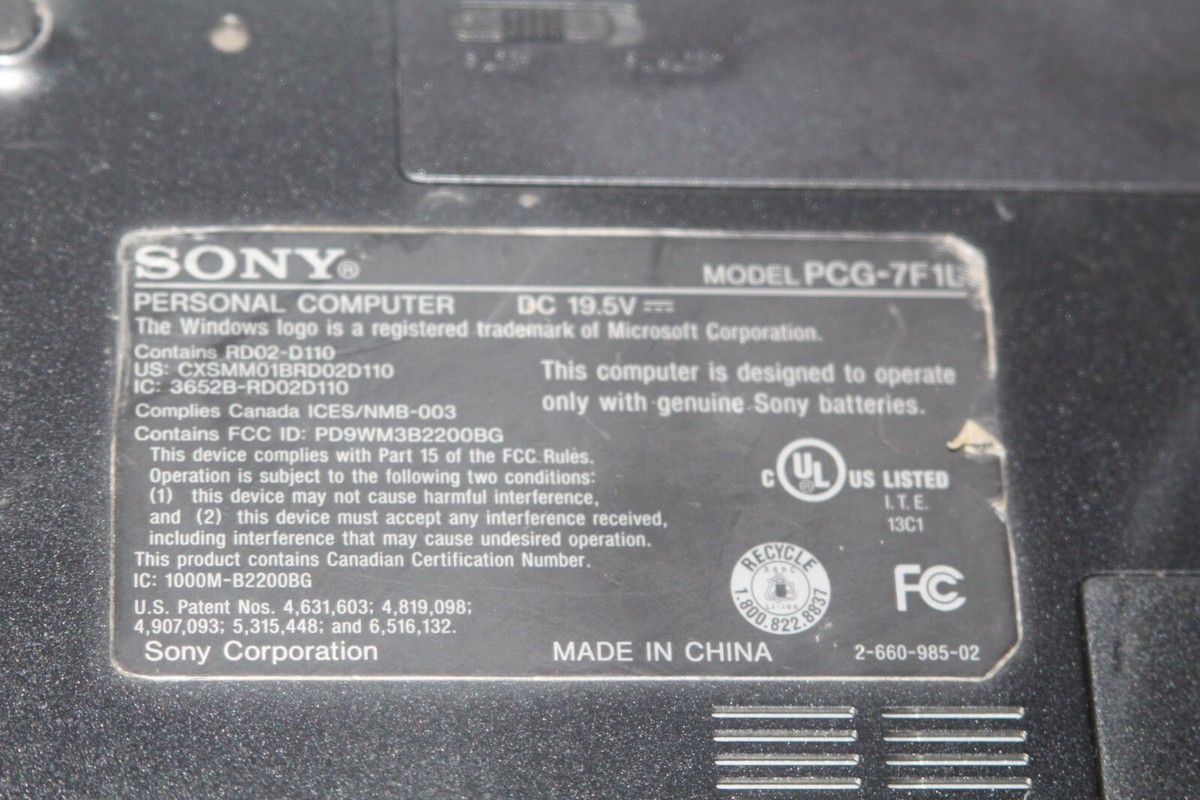 SONY®
MODEL PCG-7F1L
PERSONAL COMPUTER DC 19.5V
The Windows logo is a registered trademark of Microsoft Corporation.
Contains RD02-D110
US: CXSMM01BRD02D110
IC: 3652B-RD02D110
Complies Canada ICES/NMB-003
This computer is designed to operate
only with genuine Sony batteries.
Contains FCC ID: PD9WM3B2200BG
This device complies with Part 15 of the FCC Rules.
Operation is subject to the following two conditions:
(1) this device may not cause harmful interference,
and (2) this device must accept any interference received,
including interference that may cause undesired operation.
This product contains Canadian Certification Number.
IC: 1000M-B2200BG
C UL® US LISTED
I.T.E.
13C1
RECYCLE
RBRC
Li-ion
1.800.822.8837
FC
U.S. Patent Nos. 4,631,603; 4,819,098;
4,907,093; 5,315,448; and 6,516,132.
Sony Corporation
MADE IN CHINA
2-660-985-02